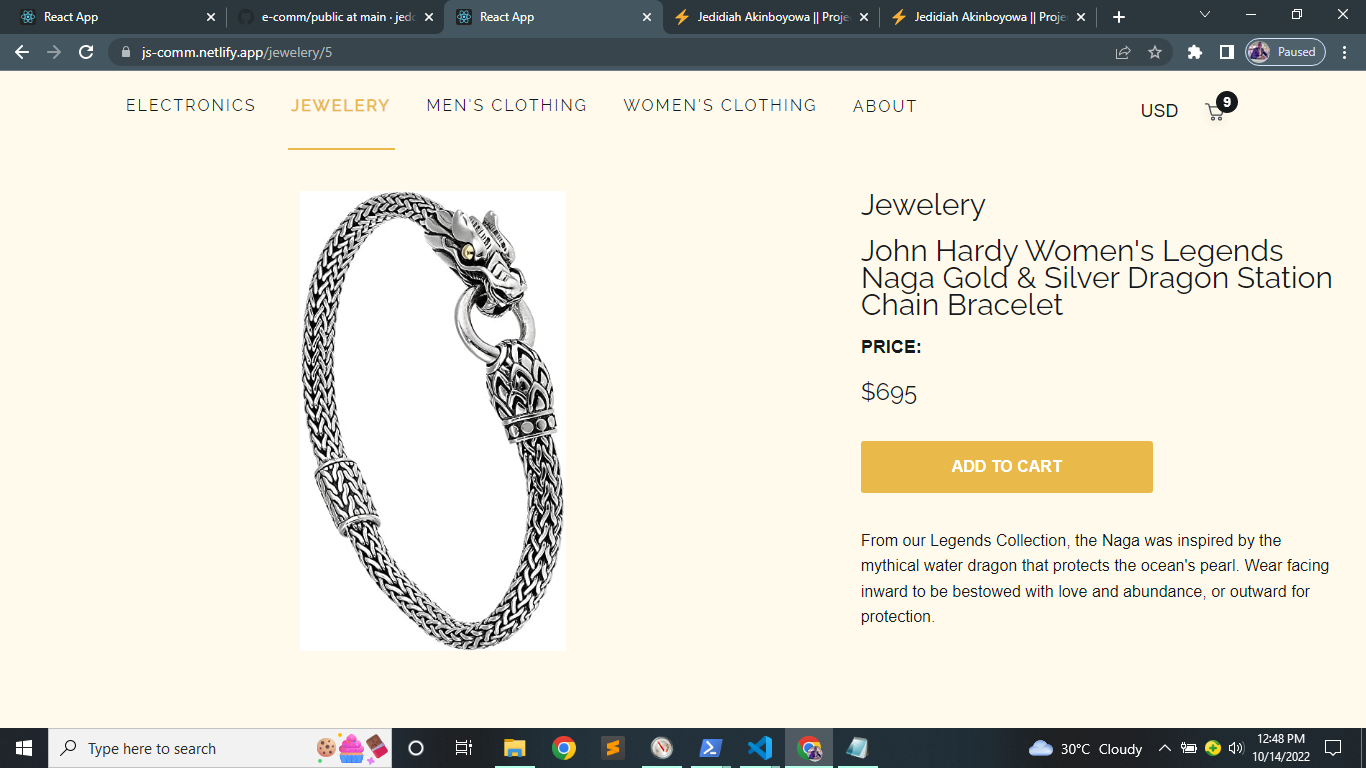 React App
e-comm/public at main · jedc
React App
Jedidiah Akinboyowa || Proje
Jedidiah Akinboyowa || Proje
js-comm.netlify.app/jewelery/5
Paused
ELECTRONICS
JEWELERY
MEN'S CLOTHING
WOMEN'S CLOTHING
ABOUT
USD
9
Jewelery
John Hardy Women's Legends
Naga Gold & Silver Dragon Station
Chain Bracelet
PRICE:
$695
ADD TO CART
From our Legends Collection, the Naga was inspired by the
mythical water dragon that protects the ocean's pearl. Wear facing
inward to be bestowed with love and abundance, or outward for
protection.
Type here to search
30°C Cloudy
12:48 PM
10/14/2022